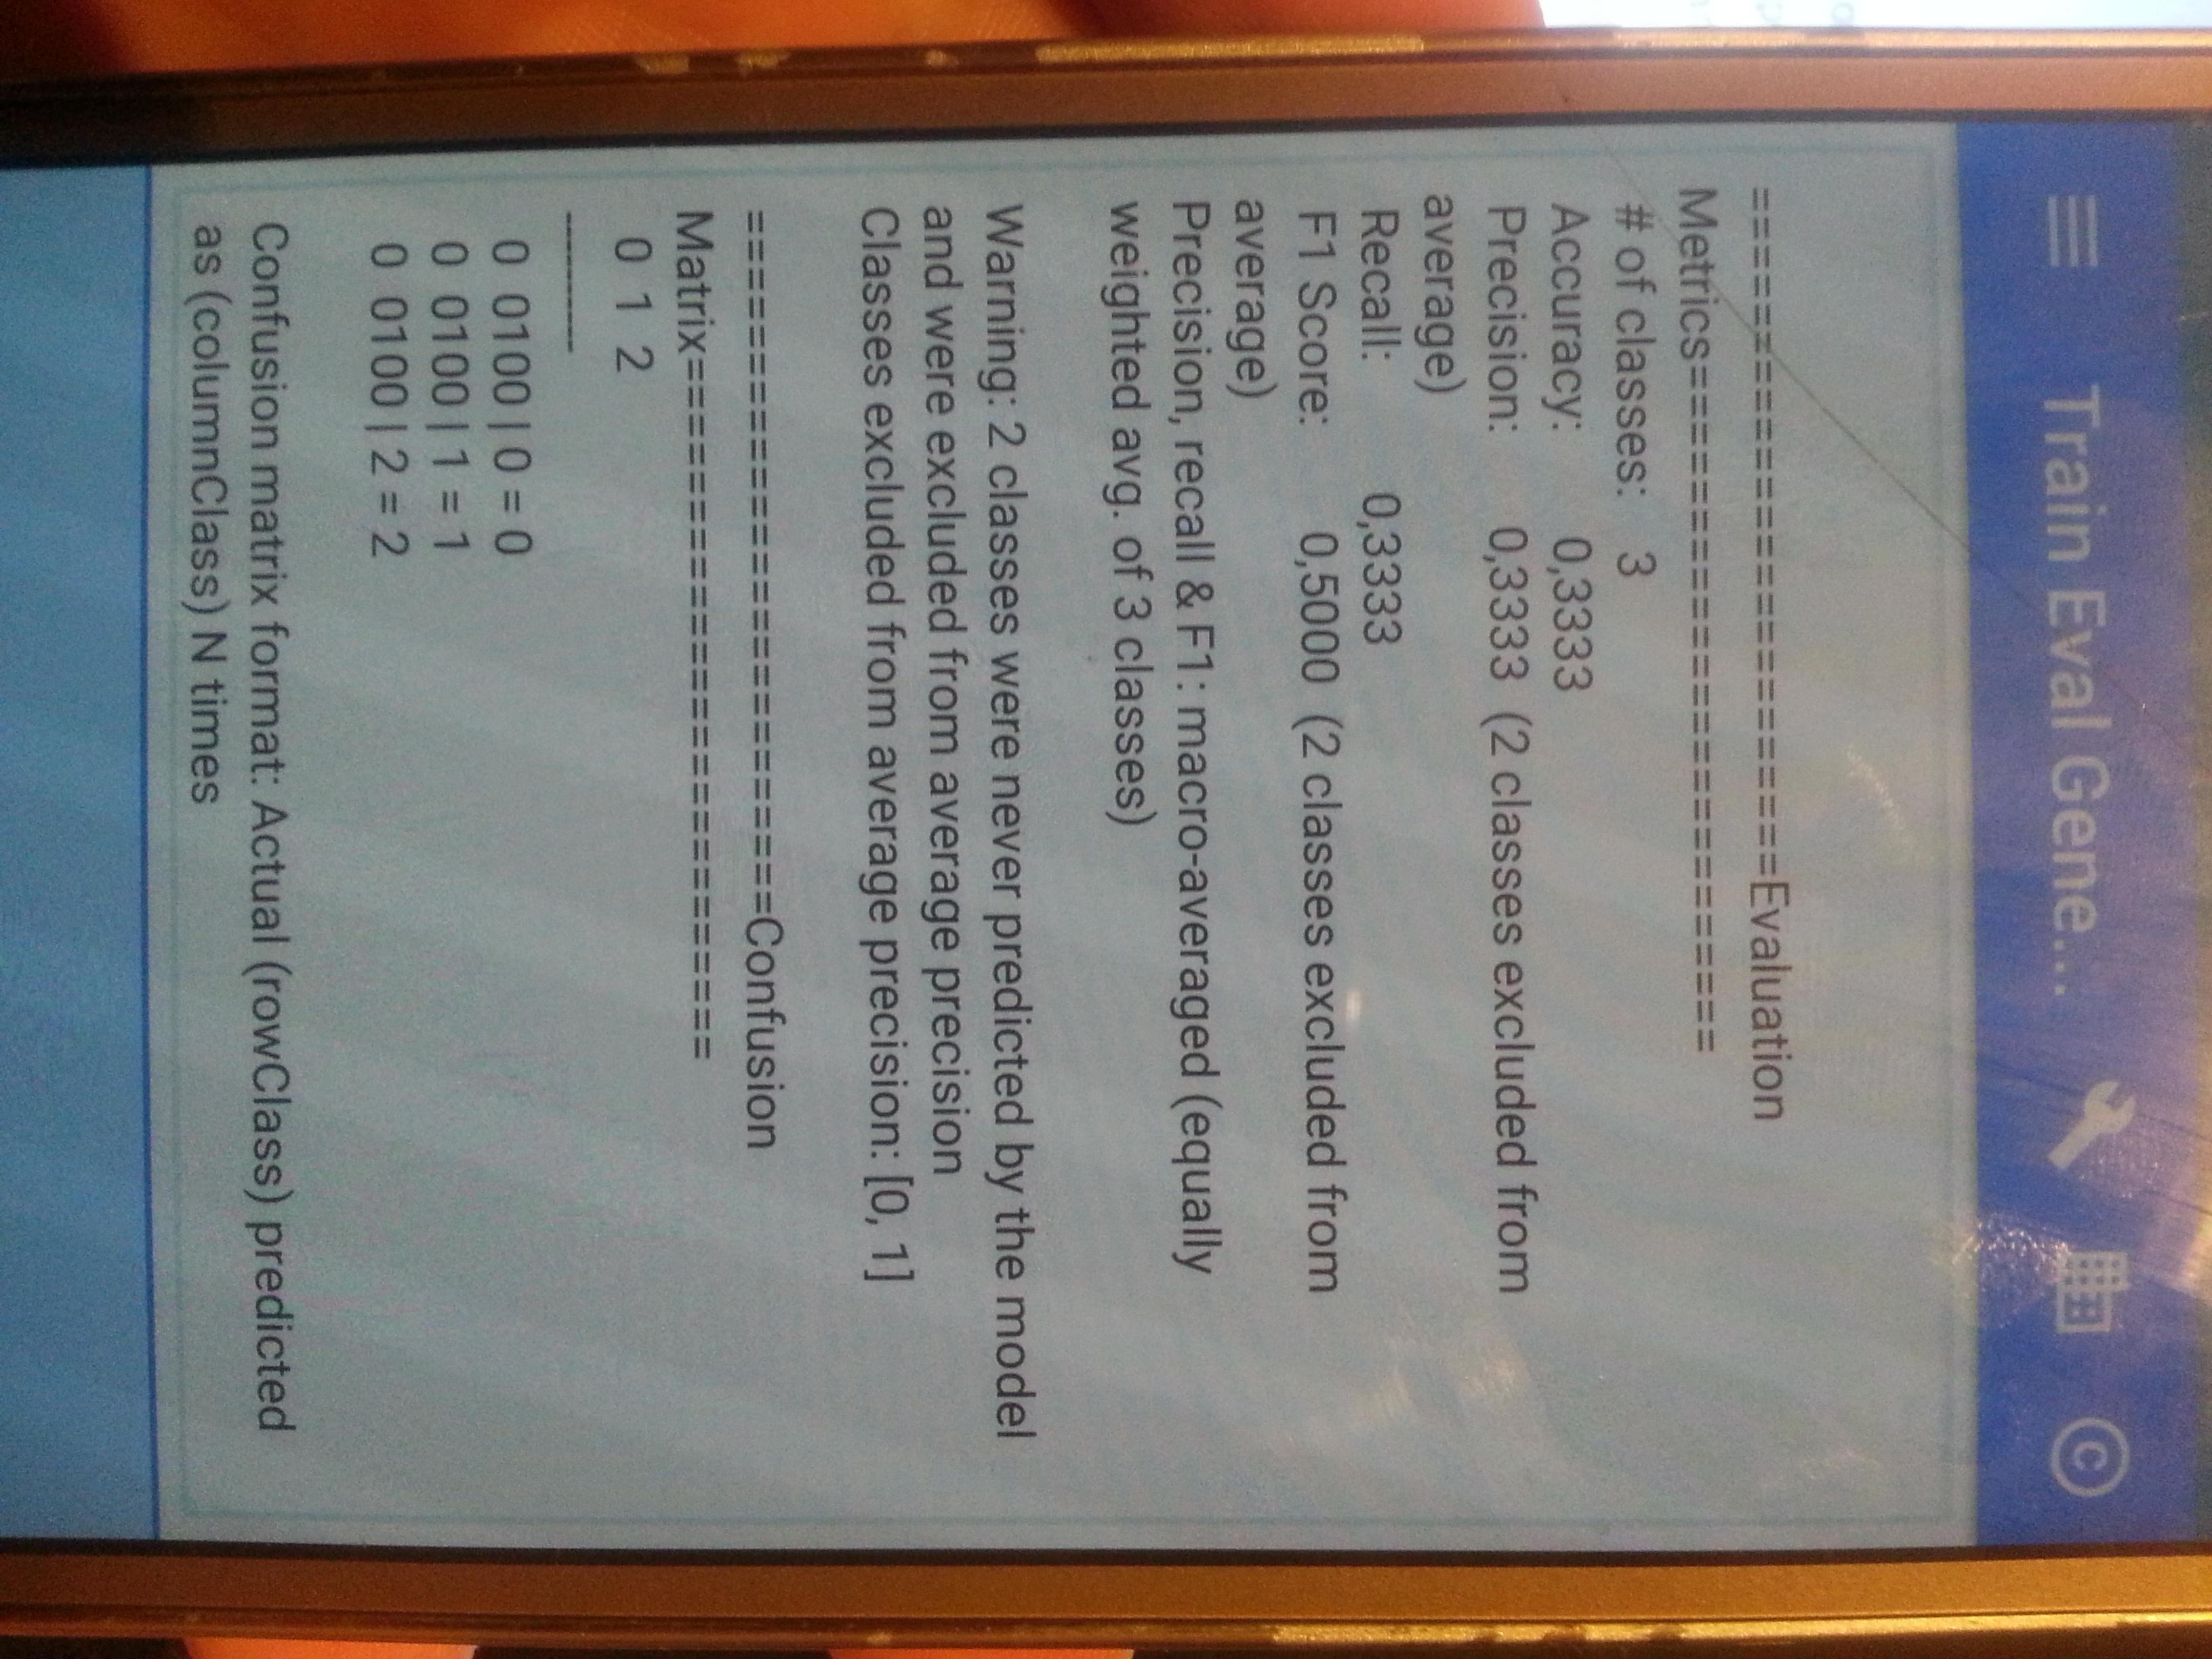 Train Eval Gene...
==========================Evaluation
Metrics==========================
# of classes: 3
Accuracy: 0,3333
Precision: 0,3333 (2 classes excluded from
average)
Recall: 0,3333
F1 Score: 0,5000 (2 classes excluded from
average)
Precision, recall & F1: macro-averaged (equally
weighted avg. of 3 classes)
Warning: 2 classes were never predicted by the model
and were excluded from average precision
Classes excluded from average precision: [0, 1]
==========================Confusion
Matrix==========================
0 1 2
----------
0 0100 | 0 = 0
0 0100 | 1 = 1
0 0100 | 2 = 2
Confusion matrix format: Actual (rowClass) predicted
as (columnClass) N times